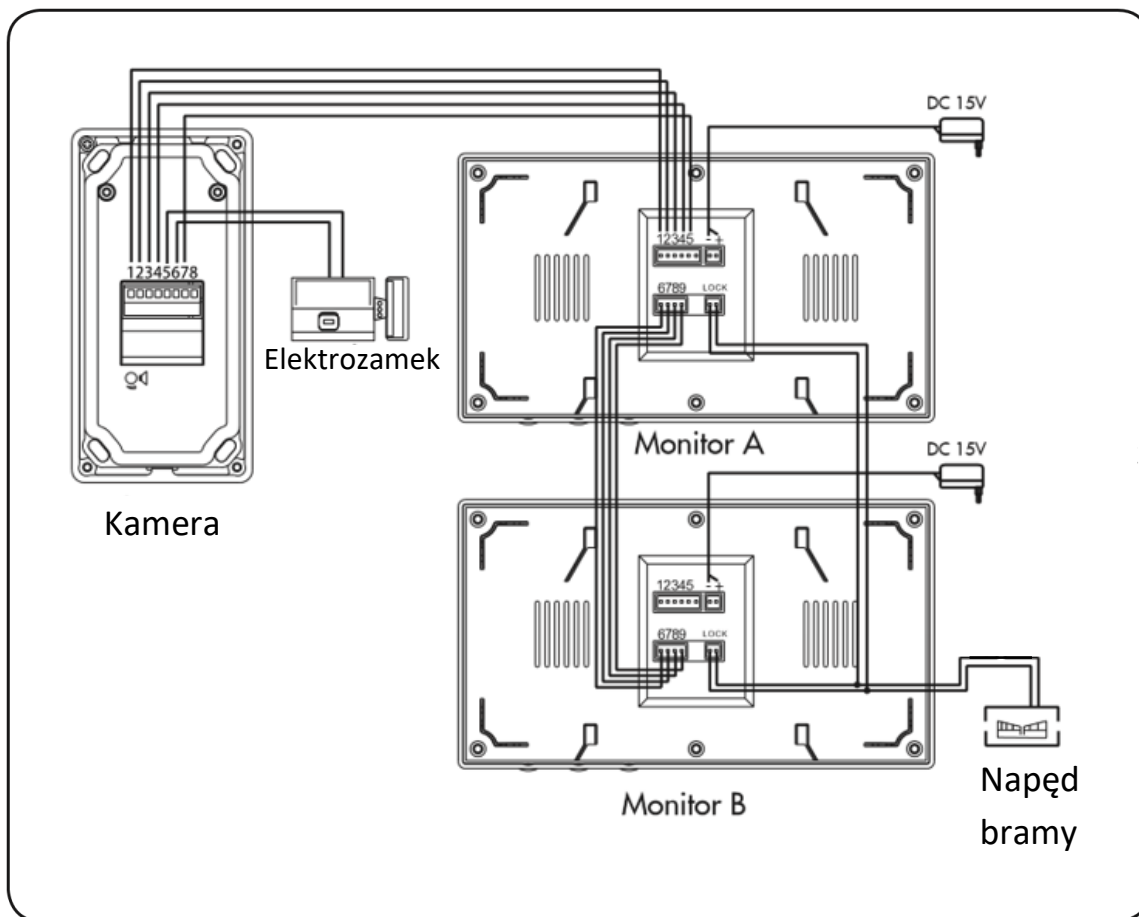 DC 15V
12345 - +
12345678
6789 LOCK
Elektrozamek
Monitor A
DC 15V
Kamera
12345 - +
6789 LOCK
Napęd
bramy
Monitor B